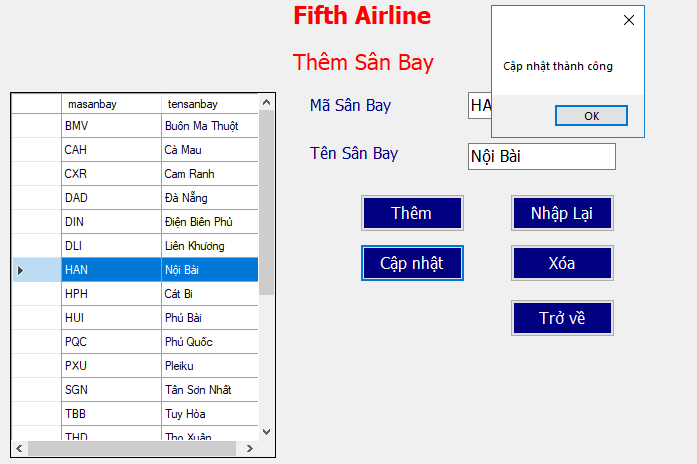 Fifth Airline
Thêm Sân Bay
Cập nhật thành công
OK
Mã Sân Bay
HA
Tên Sân Bay
Nội Bài
Thêm
Nhập Lại
Cập nhật
Xóa
Trở về
masanbay tensanbay
BMV Buôn Ma Thuột
CAH Cà Mau
CXR Cam Ranh
DAD Đà Nẵng
DIN Điện Biên Phủ
DLI Liên Khương
HAN Nội Bài
HPH Cát Bi
HUI Phú Bài
PQC Phú Quốc
PXU Pleiku
SGN Tân Sơn Nhất
TBB Tuy Hòa
THD Thọ Xuân